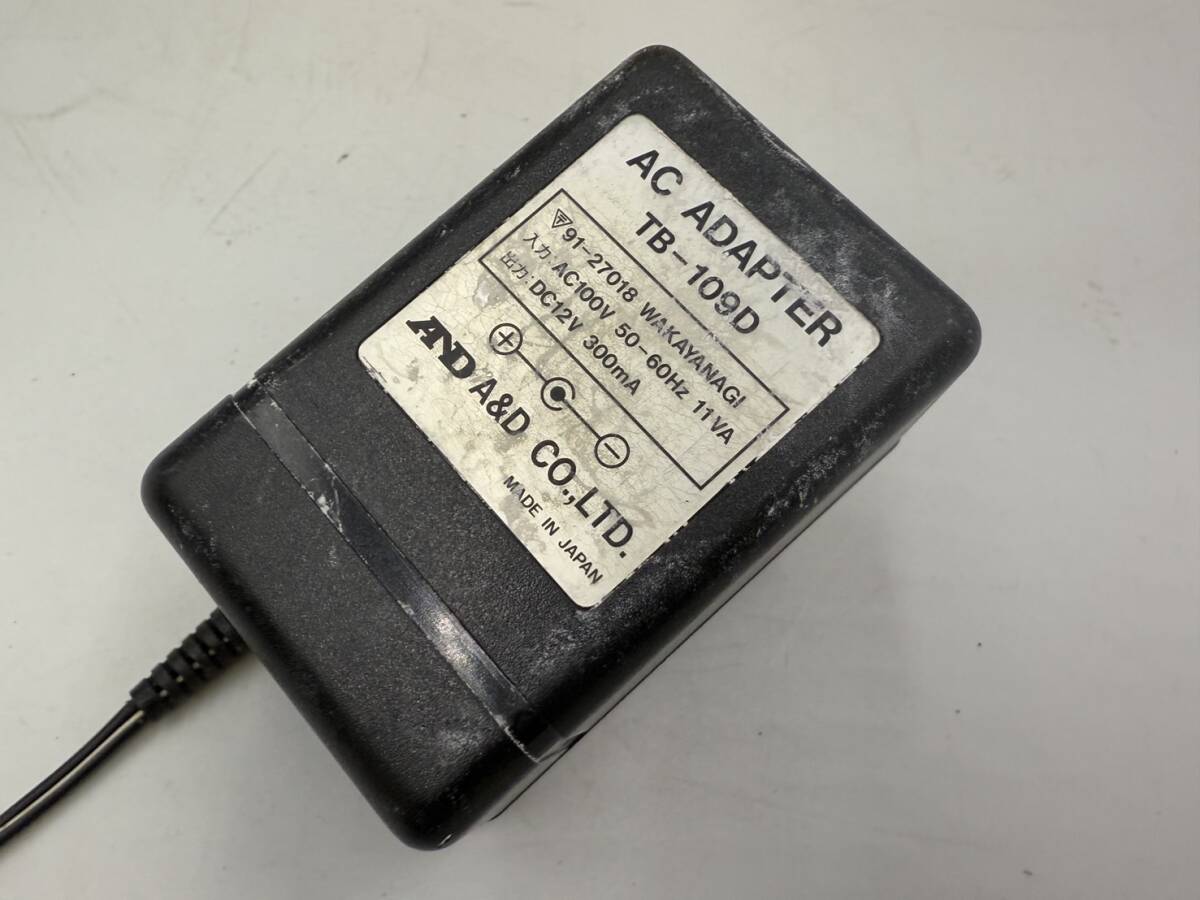 AC ADAPTER
TB-109D
91-27018 WAKAYANAGI
入力:AC100V 50-60Hz 11VA
出力:DC12V 300mA
+ -
AND A&D CO.,LTD.
MADE IN JAPAN